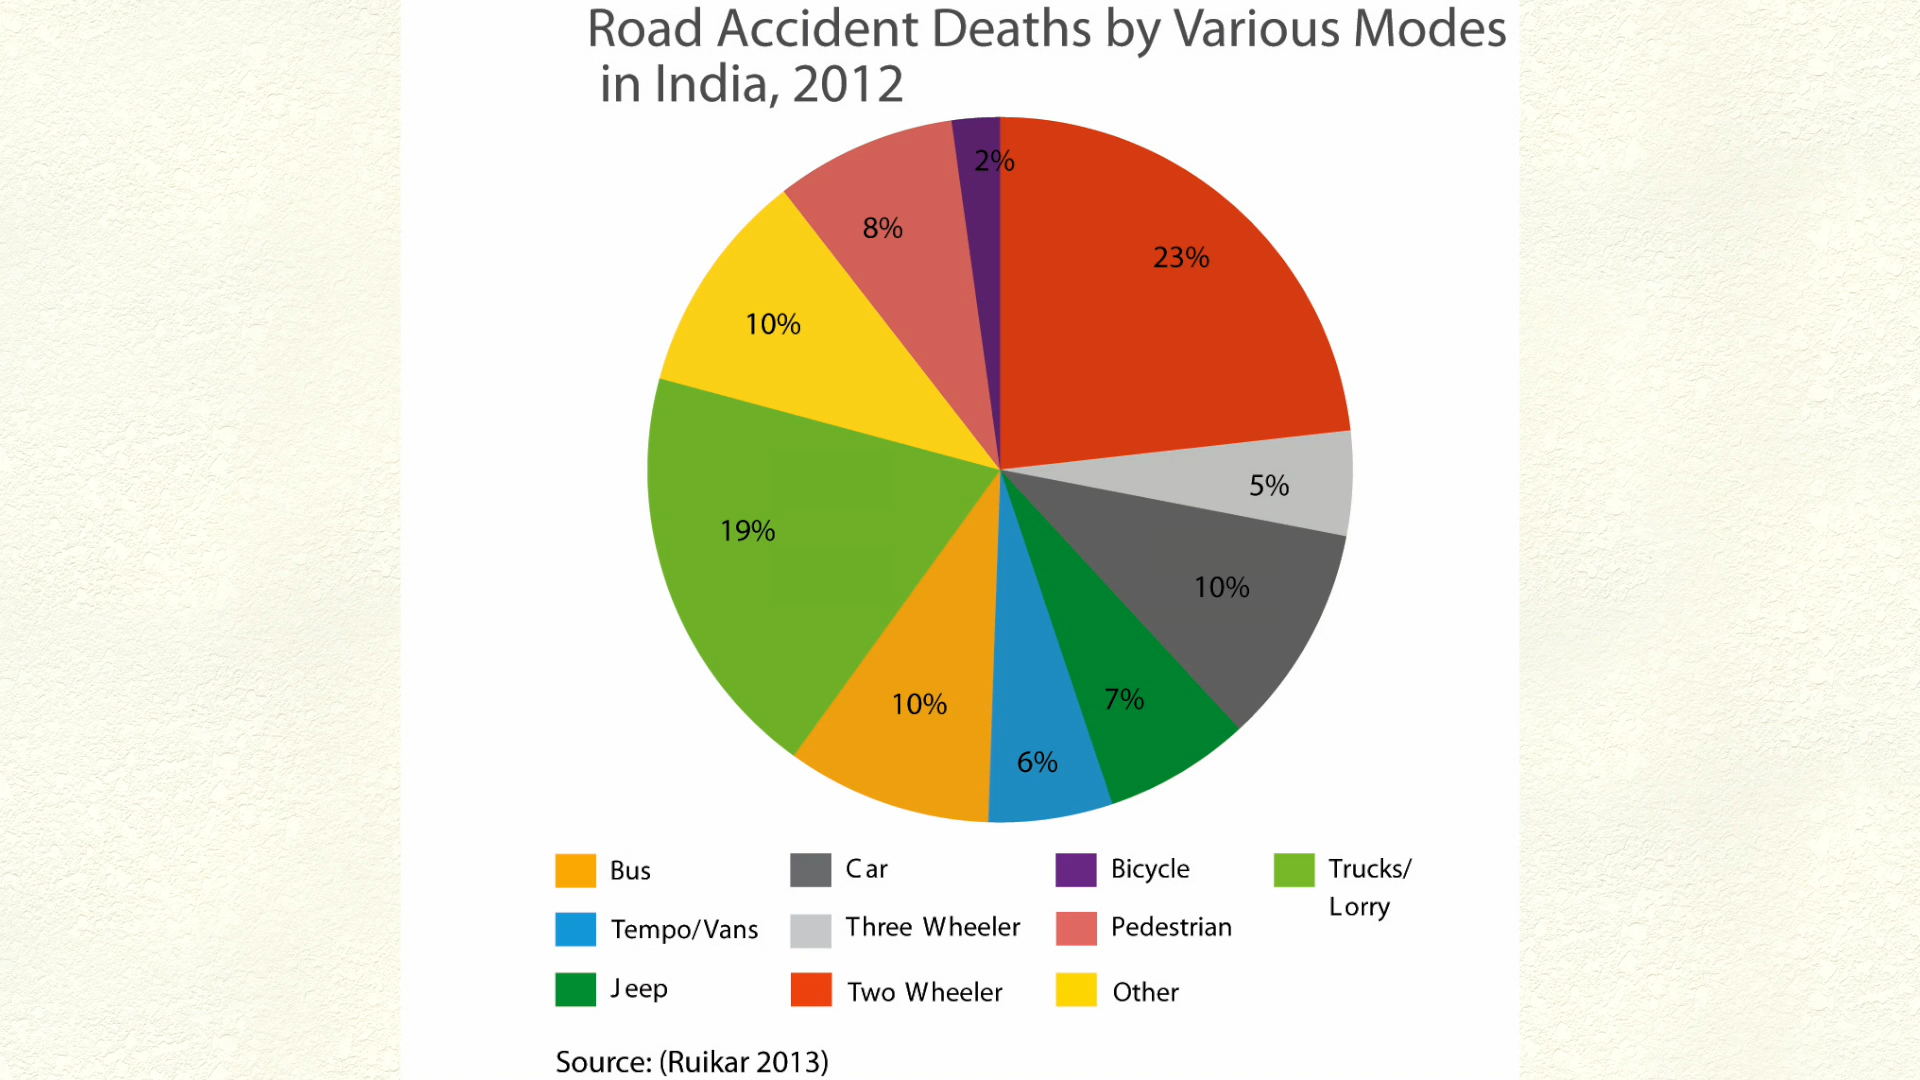 Road Accident Deaths by Various Modes
in India, 2012
2%
23%
8%
10%
5%
19%
10%
7%
10%
6%
Bus
Car
Bicycle
Trucks/
Lorry
Tempo/Vans
Three Wheeler
Pedestrian
Jeep
Two Wheeler
Other
Source: (Ruikar 2013)